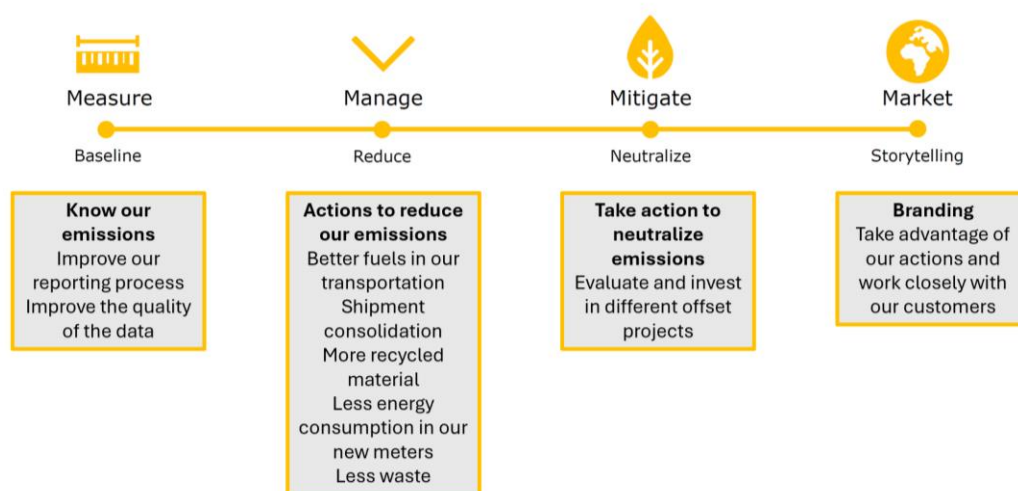 Measure
Manage
Mitigate
Market
Baseline
Reduce
Neutralize
Storytelling
Know our
emissions
Improve our
reporting process
Improve the quality
of the data
Actions to reduce
our emissions
Better fuels in our
transportation
Shipment
consolidation
More recycled
material
Less energy
consumption in our
new meters
Less waste
Take action to
neutralize
emissions
Evaluate and invest
in different offset
projects
Branding
Take advantage of
our actions and
work closely with
our customers